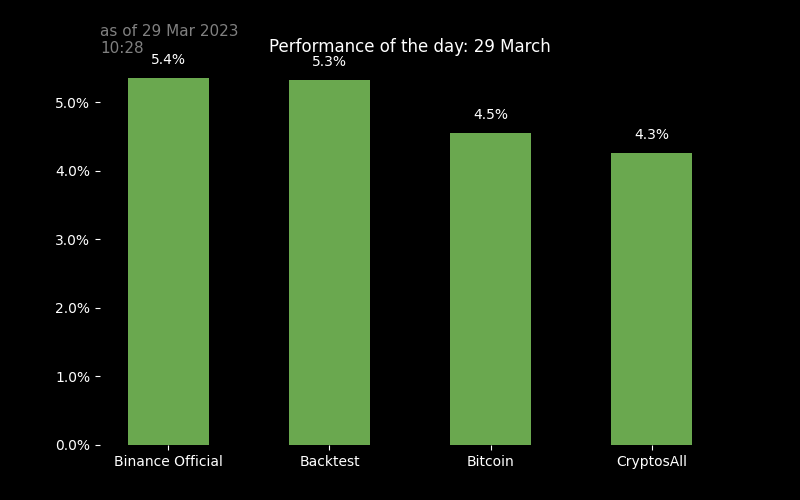 as of 29 Mar 2023
10:28
Performance of the day: 29 March
5.4%
5.3%
4.5%
4.3%
5.0%
4.0%
3.0%
2.0%
1.0%
0.0%
Binance Official
Backtest
Bitcoin
CryptosAll